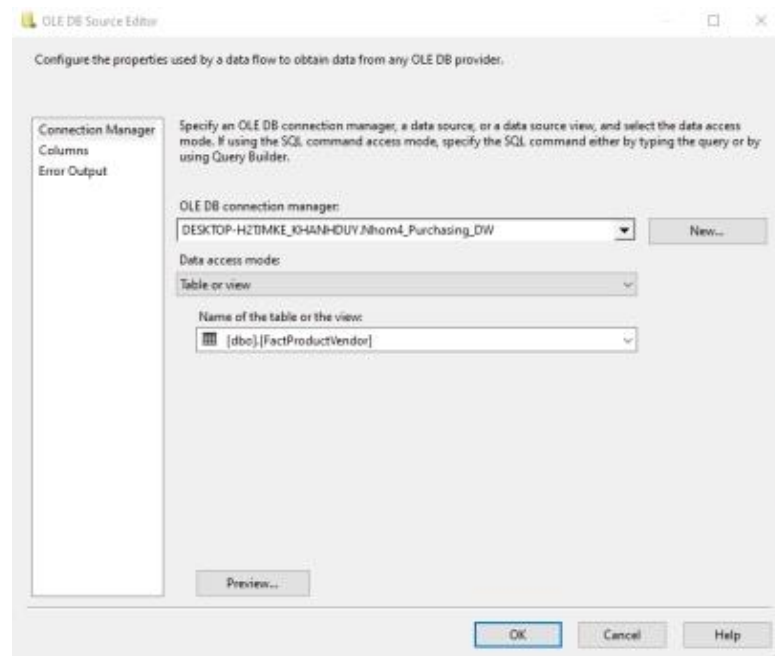 OLE DB Source Editor
Configure the properties used by a data flow to obtain data from any OLE DB provider.
Connection Manager
Columns
Error Output
Specify an OLE DB connection manager, a data source, or a data source view, and select the data access
mode. If using the SQL command access mode, specify the SQL command either by typing the query or by
using Query Builder.
OLE DB connection manager:
DESKTOP-H2TIMKE_KHANHDUY.Nhom4_Purchasing_DW
New...
Data access mode:
Table or view
Name of the table or the view:
[dbo].[FactProductVendor]
Preview...
OK
Cancel
Help